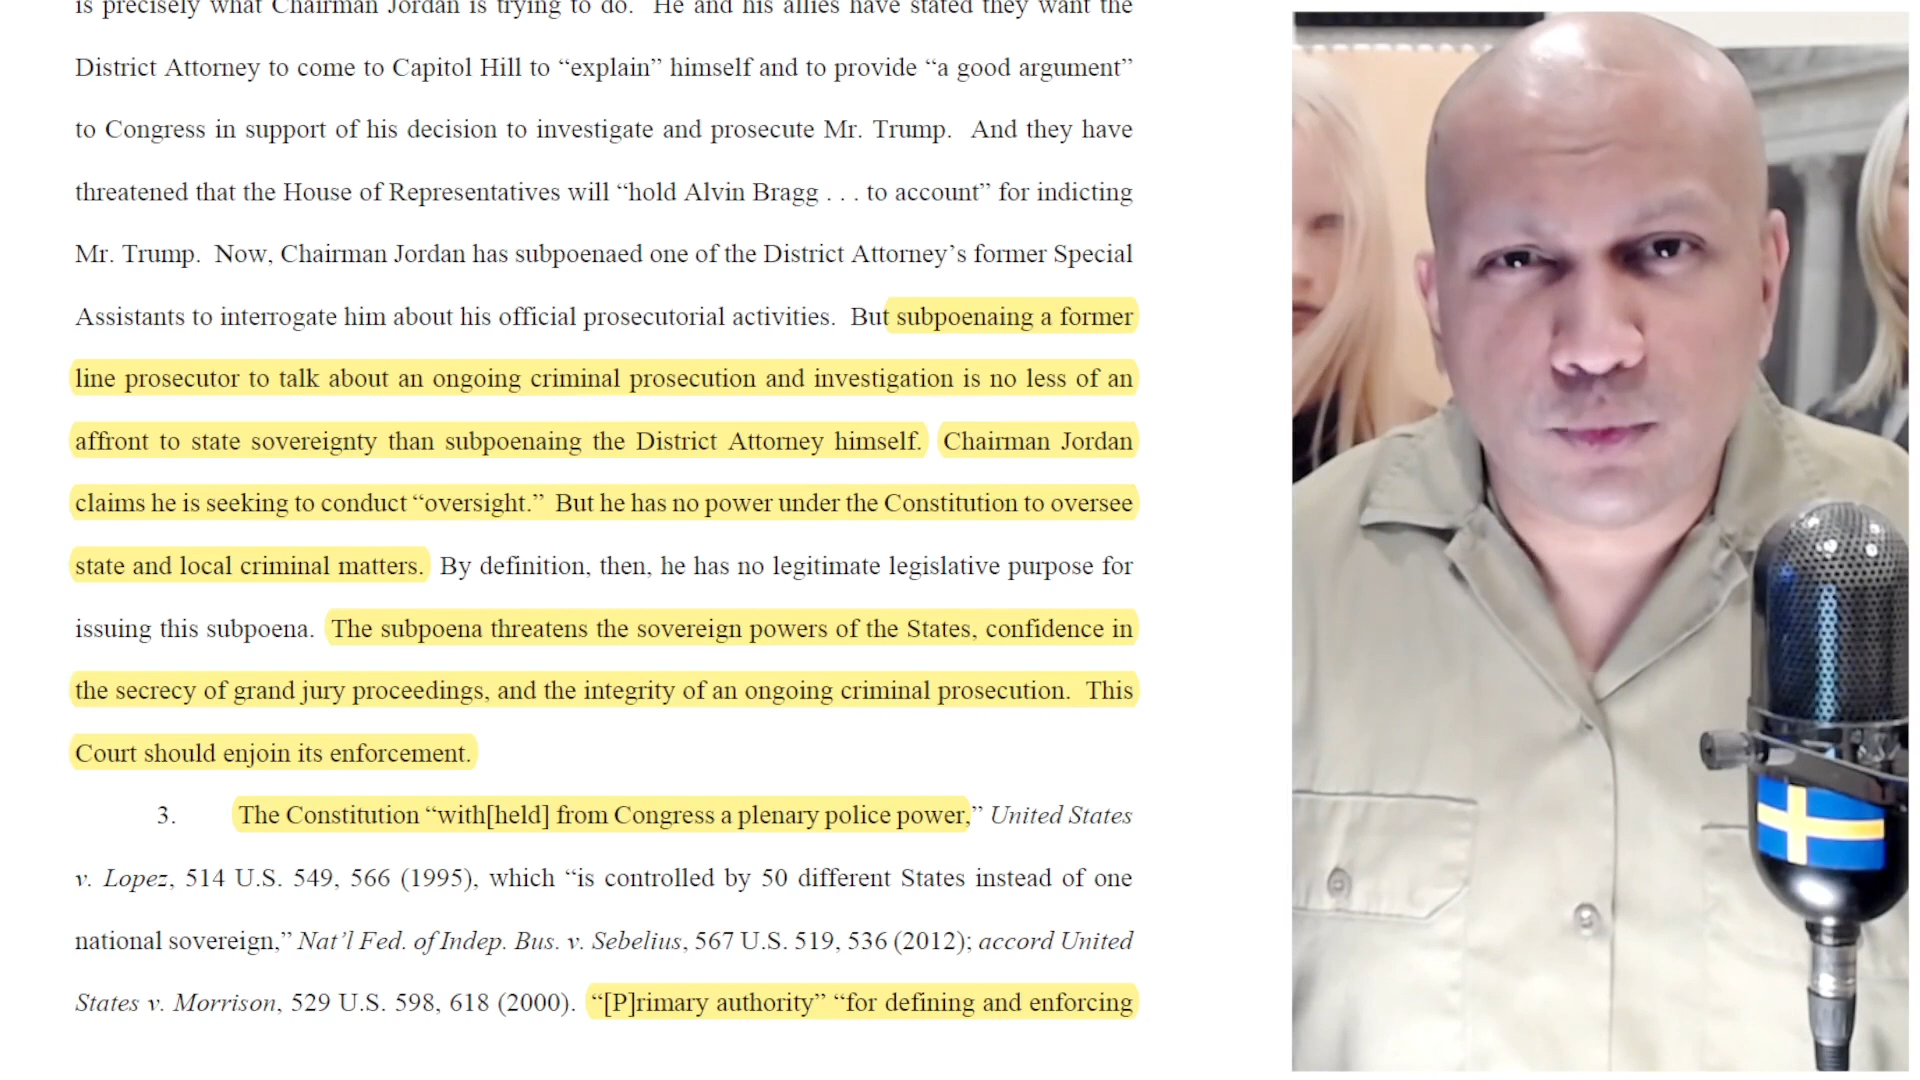 is precisely what Chairman Jordan is trying to do. He and his allies have stated they want the
District Attorney to come to Capitol Hill to “explain” himself and to provide “a good argument”
to Congress in support of his decision to investigate and prosecute Mr. Trump. And they have
threatened that the House of Representatives will “hold Alvin Bragg . . . to account” for indicting
Mr. Trump. Now, Chairman Jordan has subpoenaed one of the District Attorney’s former Special
Assistants to interrogate him about his official prosecutorial activities. But subpoenaing a former
line prosecutor to talk about an ongoing criminal prosecution and investigation is no less of an
affront to state sovereignty than subpoenaing the District Attorney himself. Chairman Jordan
claims he is seeking to conduct “oversight.” But he has no power under the Constitution to oversee
state and local criminal matters. By definition, then, he has no legitimate legislative purpose for
issuing this subpoena. The subpoena threatens the sovereign powers of the States, confidence in
the secrecy of grand jury proceedings, and the integrity of an ongoing criminal prosecution. This
Court should enjoin its enforcement.
3. The Constitution “with[held] from Congress a plenary police power,” United States
v. Lopez, 514 U.S. 549, 566 (1995), which “is controlled by 50 different States instead of one
national sovereign,” Nat’l Fed. of Indep. Bus. v. Sebelius, 567 U.S. 519, 536 (2012); accord United
States v. Morrison, 529 U.S. 598, 618 (2000). “[P]rimary authority” “for defining and enforcing